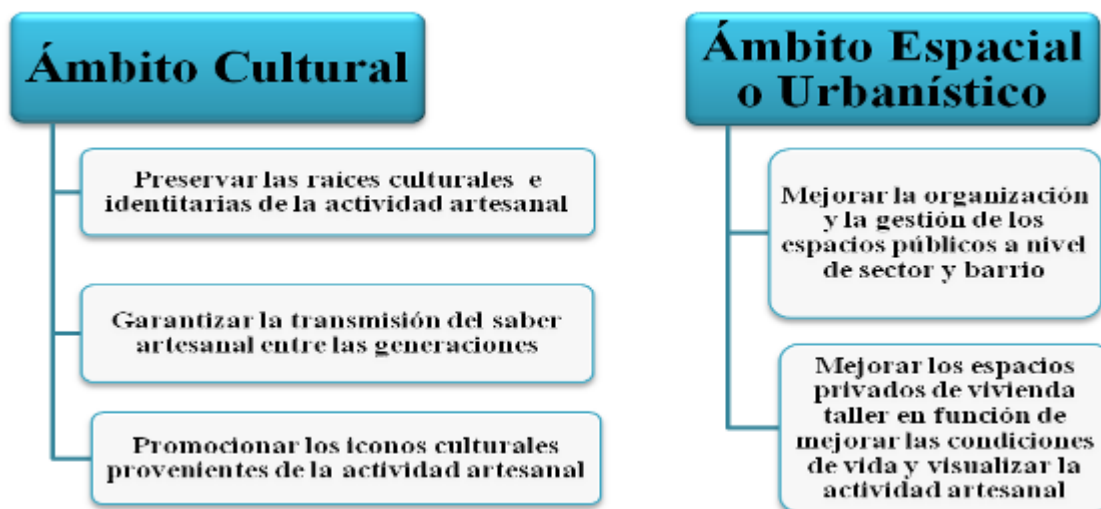 Ámbito Cultural
Preservar las raíces culturales e
identitarias de la actividad artesanal
Garantizar la transmisión del saber
artesanal entre las generaciones
Promocionar los iconos culturales
provenientes de la actividad artesanal
Ámbito Espacial
o Urbanístico
Mejorar la organización
y la gestión de los
espacios públicos a nivel
de sector y barrio
Mejorar los espacios
privados de vivienda
taller en función de
mejorar las condiciones
de vida y visualizar la
actividad artesanal